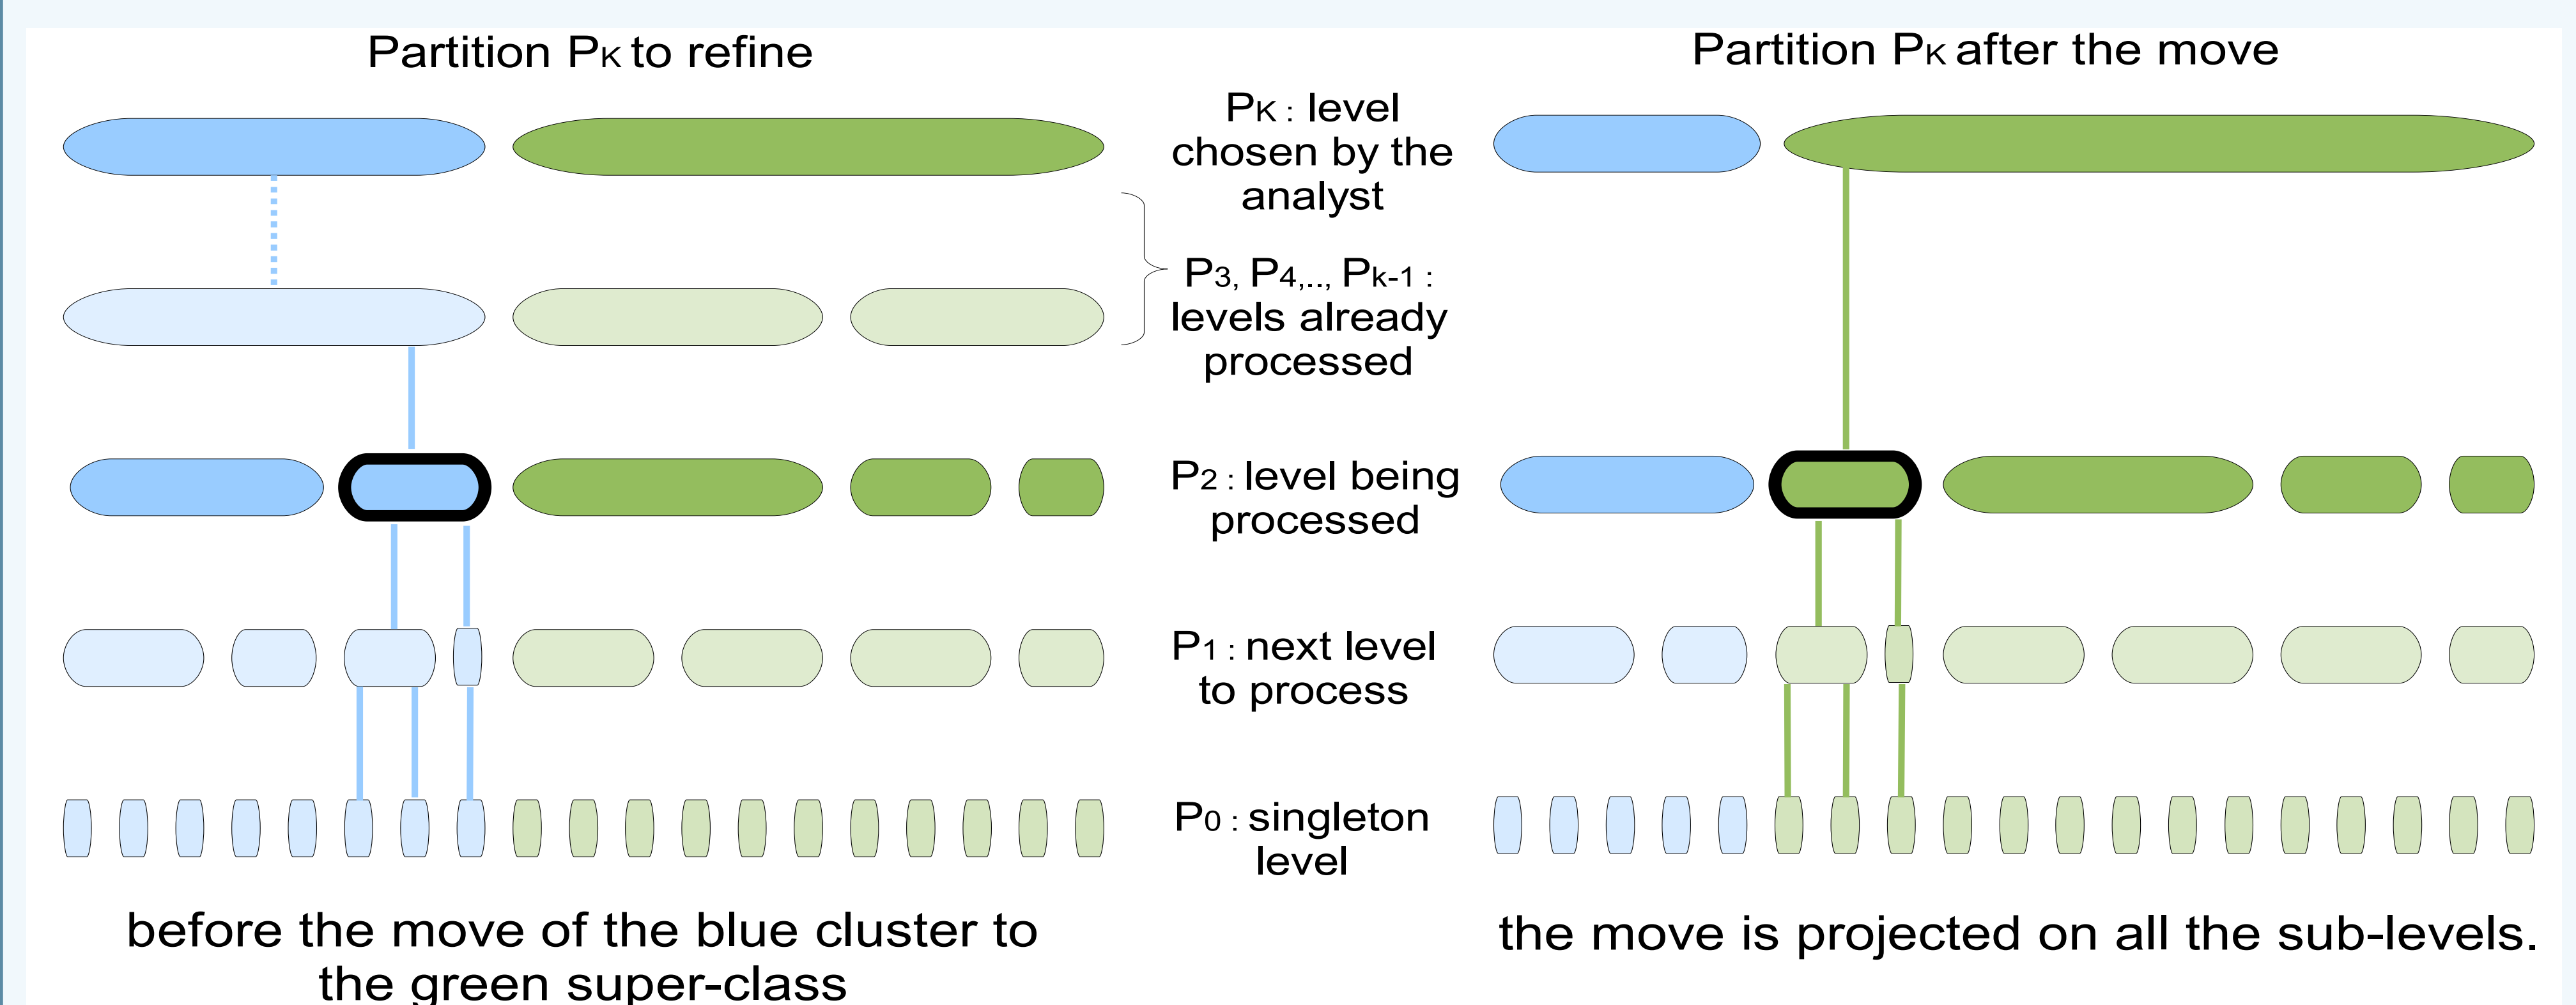 Partition PK to refine
Partition PK after the move
PK : level
chosen by the
analyst
P3, P4,.., Pk-1 :
levels already
processed
P2 : level being
processed
P1 : next level
to process
P0 : singleton
level
before the move of the blue cluster to
the green super-class
the move is projected on all the sub-levels.